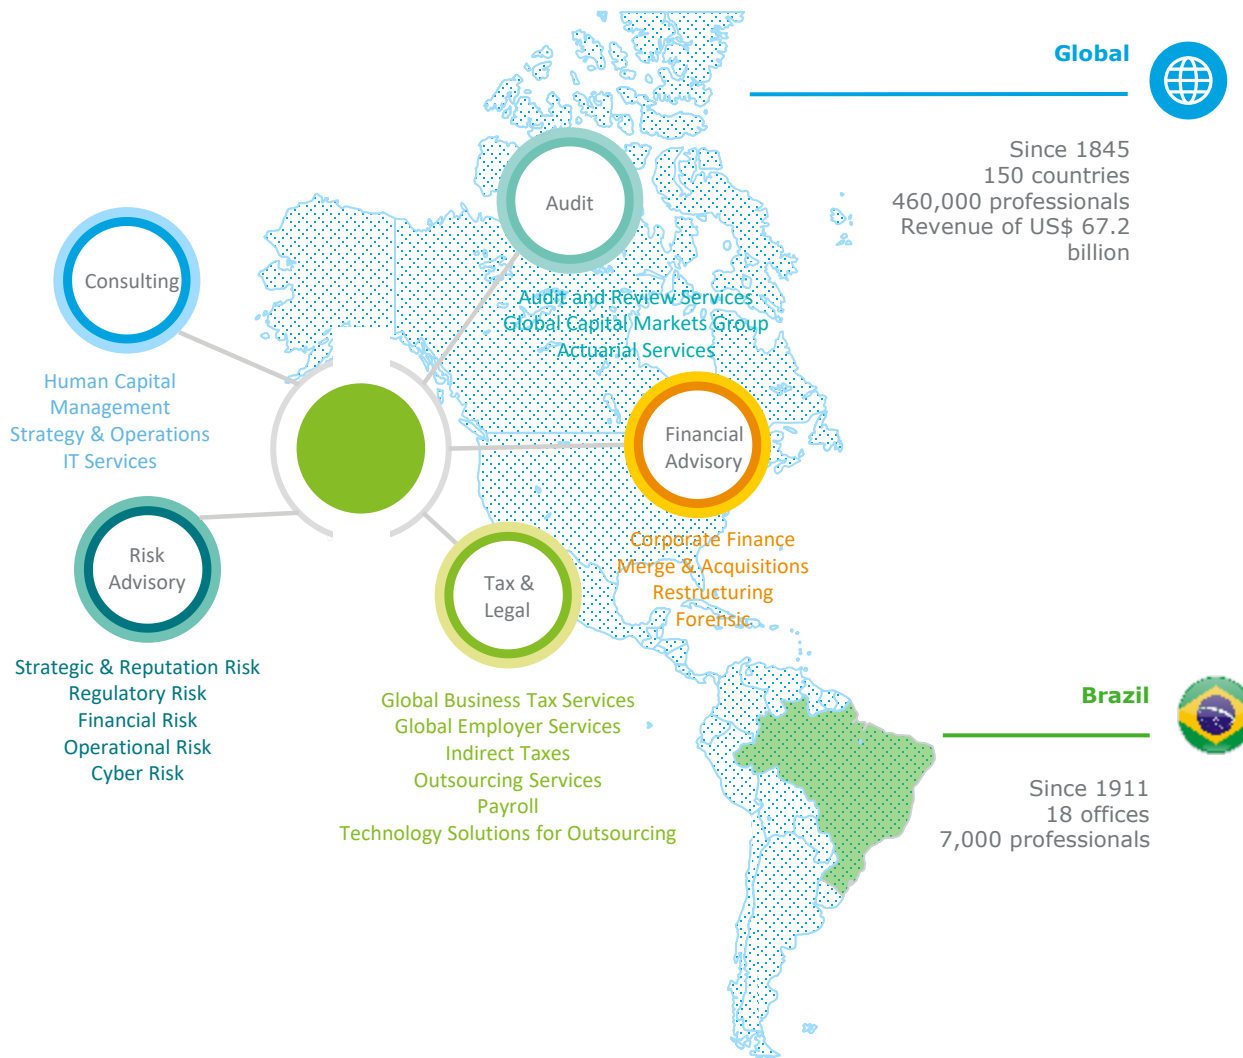 Global
Since 1845
150 countries
460,000 professionals
Revenue of US$ 67.2
billion
Audit
Audit and Review Services
Global Capital Markets Group
Actuarial Services
Consulting
Human Capital
Management
Strategy & Operations
IT Services
Financial
Advisory
Corporate Finance
Merge & Acquisitions
Restructuring
Forensic
Risk
Advisory
Strategic & Reputation Risk
Regulatory Risk
Financial Risk
Operational Risk
Cyber Risk
Tax &
Legal
Global Business Tax Services
Global Employer Services
Indirect Taxes
Outsourcing Services
Payroll
Technology Solutions for Outsourcing
Brazil
Since 1911
18 offices
7,000 professionals